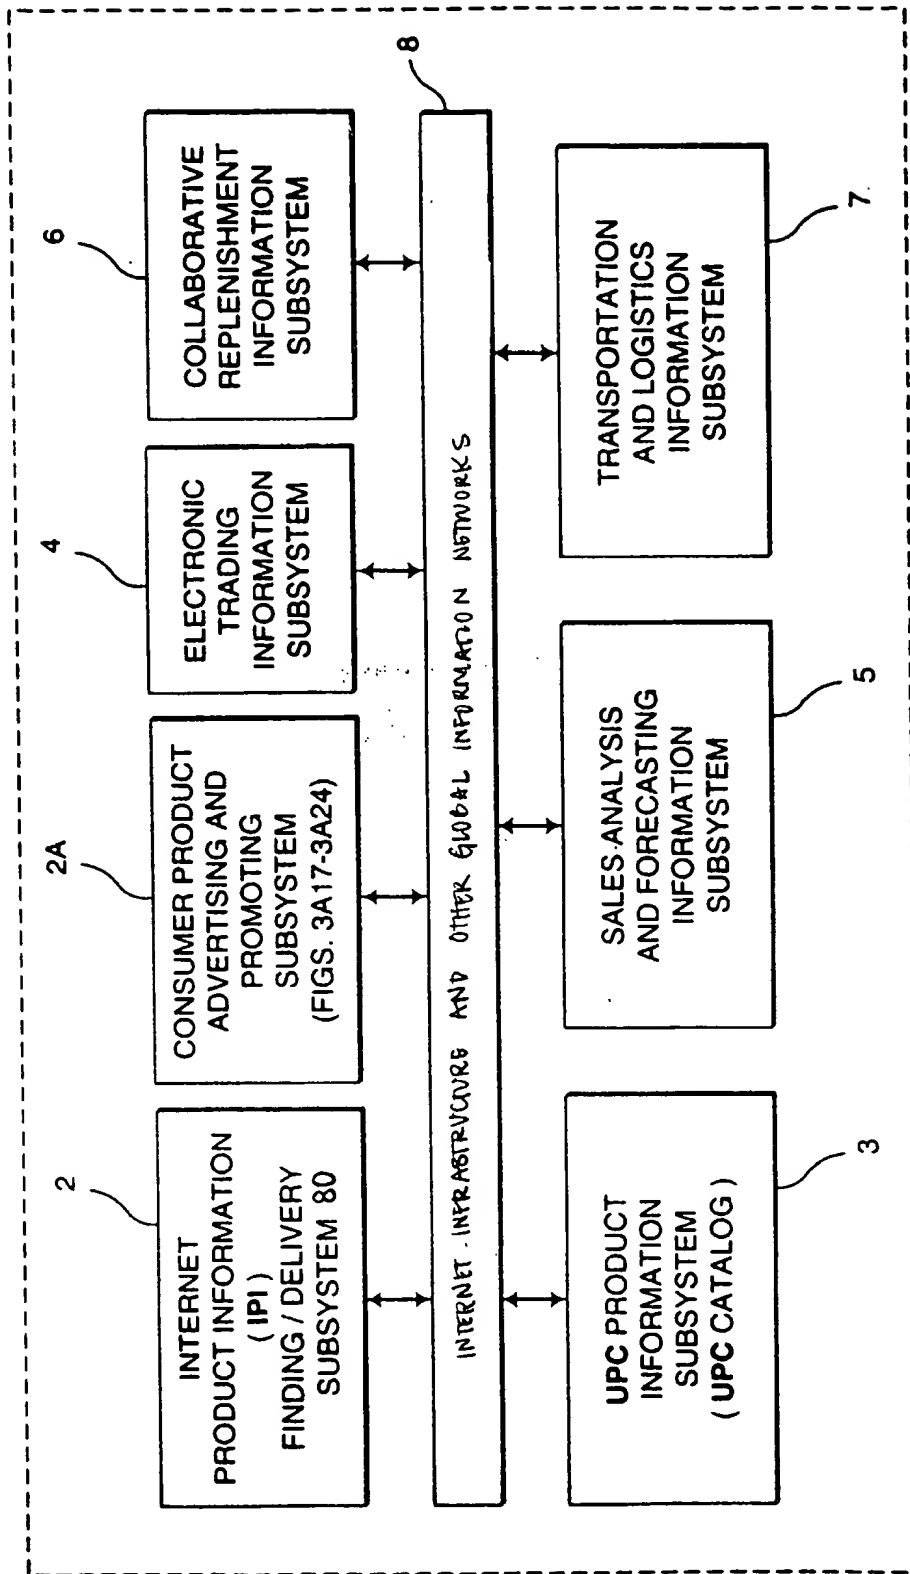 2
INTERNET
PRODUCT INFORMATION
( IPI )
FINDING / DELIVERY
SUBSYSTEM 80
2A
CONSUMER PRODUCT
ADVERTISING AND
PROMOTING
SUBSYSTEM
(FIGS. 3A17-3A24)
4
ELECTRONIC
TRADING
INFORMATION
SUBSYSTEM
6
COLLABORATIVE
REPLENISHMENT
INFORMATION
SUBSYSTEM
8
INTERNET - INFRASTRUCTURE AND OTHER GLOBAL INFORMATION NETWORKS
UPC PRODUCT
INFORMATION
SUBSYSTEM
( UPC CATALOG )
3
SALES-ANALYSIS
AND FORECASTING
INFORMATION
SUBSYSTEM
5
TRANSPORTATION
AND LOGISTICS
INFORMATION
SUBSYSTEM
7